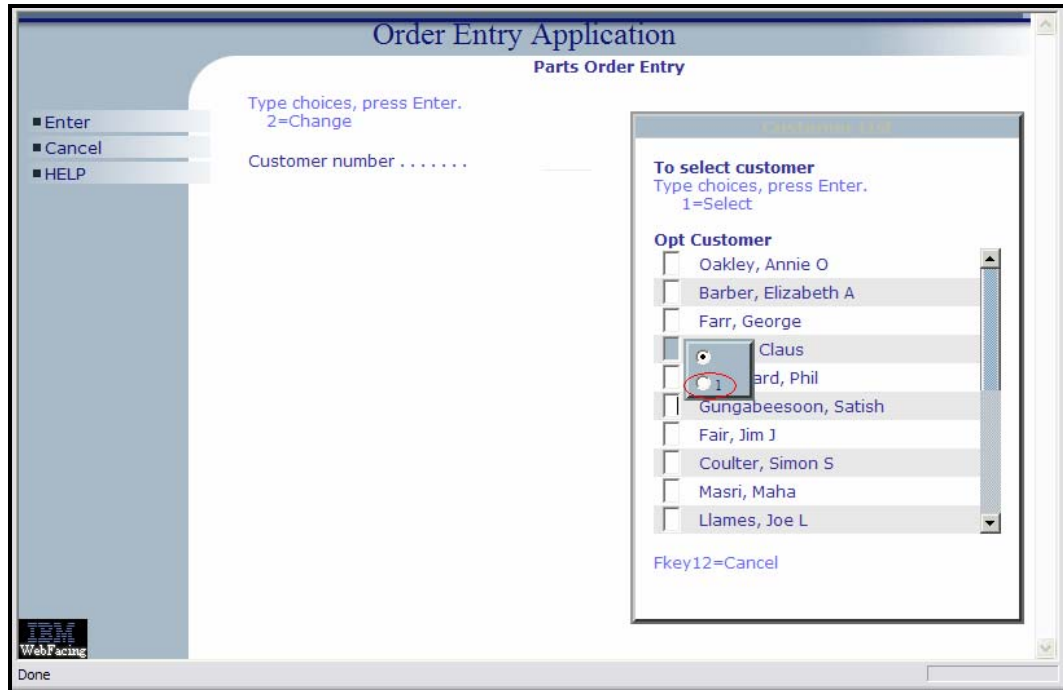 Order Entry Application
Parts Order Entry
Enter
Cancel
HELP
Type choices, press Enter.
2=Change
Customer number . . . . . . .
Customer List
To select customer
Type choices, press Enter.
1=Select
Opt Customer
Oakley, Annie O
Barber, Elizabeth A
Farr, George
Claus
1
ard, Phil
Gungabeesoon, Satish
Fair, Jim J
Coulter, Simon S
Masri, Maha
Llames, Joe L
Fkey12=Cancel
IBM
WebFacing
Done